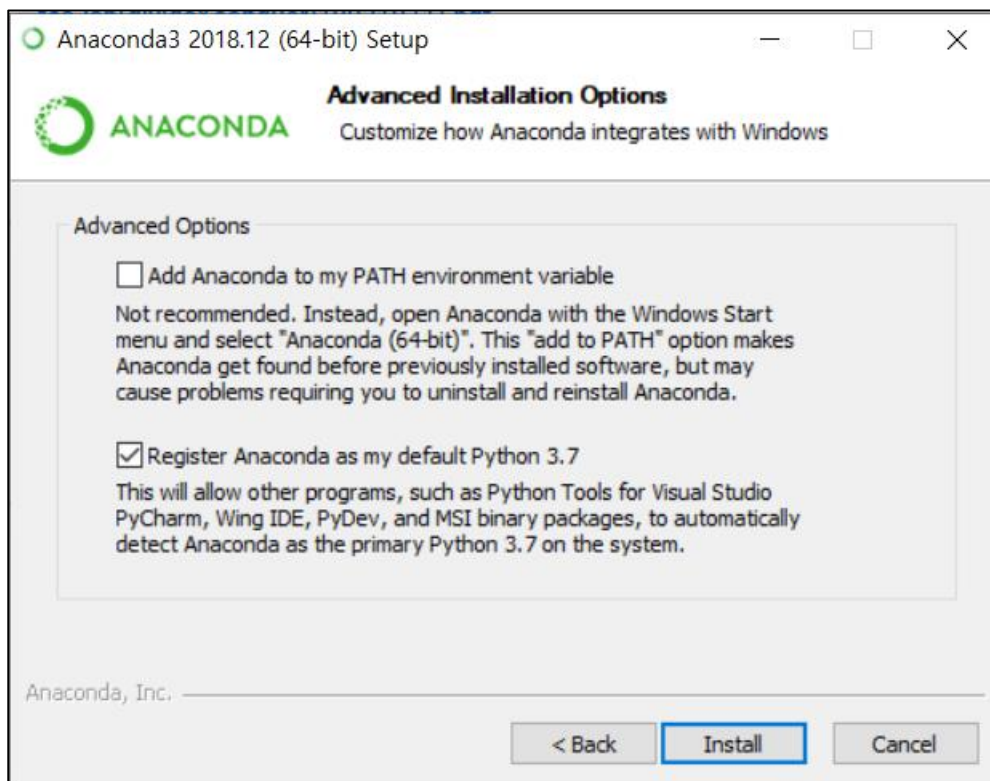 Anaconda3 2018.12 (64-bit) Setup
ANACONDA
Advanced Installation Options
Customize how Anaconda integrates with Windows
Advanced Options
Add Anaconda to my PATH environment variable
Not recommended. Instead, open Anaconda with the Windows Start
menu and select "Anaconda (64-bit)". This "add to PATH" option makes
Anaconda get found before previously installed software, but may
cause problems requiring you to uninstall and reinstall Anaconda.
Register Anaconda as my default Python 3.7
This will allow other programs, such as Python Tools for Visual Studio
PyCharm, Wing IDE, PyDev, and MSI binary packages, to automatically
detect Anaconda as the primary Python 3.7 on the system.
Anaconda, Inc.
< Back
Install
Cancel